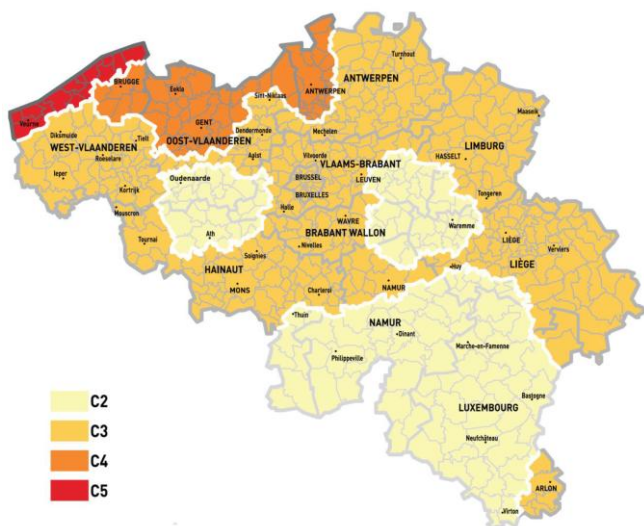 Turnhout
BRUGGE
Eeklo
Sint-Niklaas
ANTWERPEN
ANTWERPEN
Maaseik
Veurne
GENT
Diksmuide
Tielt
OOST-VLAANDEREN
Dendermonde
Mechelen
WEST-VLAANDEREN
Roeselare
Aalst
Vilvoorde
VLAAMS-BRABANT
HASSELT
LIMBURG
Ieper
Oudenaarde
BRUSSEL
LEUVEN
Kortrijk
BRUXELLES
Tongeren
Mouscron
Halle
WAVRE
Waremme
Tournai
Ath
BRABANT WALLON
LIÈGE
Verviers
Soignies
Nivelles
LIÈGE
HAINAUT
Huy
MONS
Charleroi
NAMUR
Thuin
NAMUR
Dinant
Marche-en-Famenne
Philippeville
C2
Bastogne
C3
LUXEMBOURG
C4
Neufchâteau
C5
ARLON
Virton